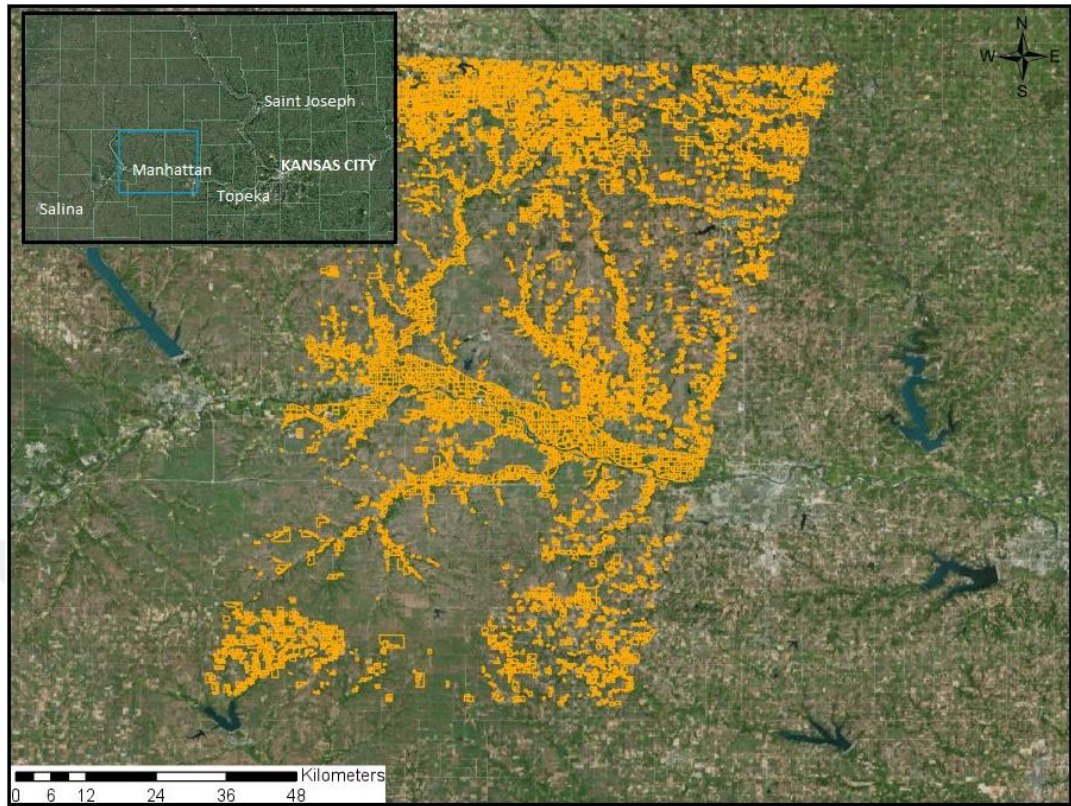 N
W E
S
Saint Joseph
Manhattan
KANSAS CITY
Topeka
Salina
Kilometers
0 6 12 24 36 48